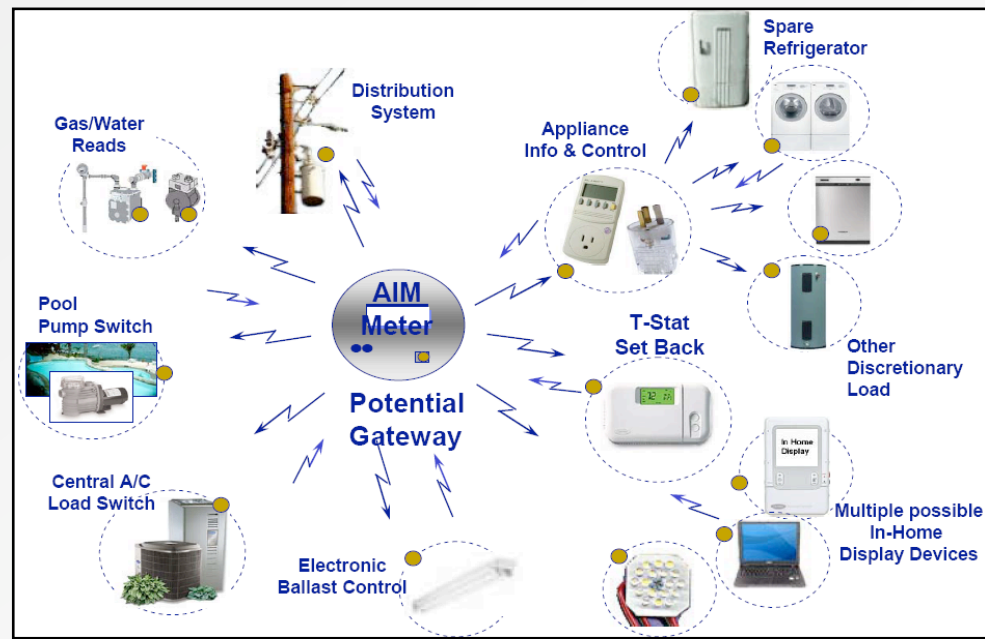 Spare
Refrigerator
Distribution
System
Gas/Water
Reads
Appliance
Info & Control
AIM
Meter
Pool
Pump Switch
T-Stat
Set Back
Other
Discretionary
Load
Potential
Gateway
In Home
Display
Central A/C
Load Switch
Multiple possible
In-Home
Display Devices
Electronic
Ballast Control